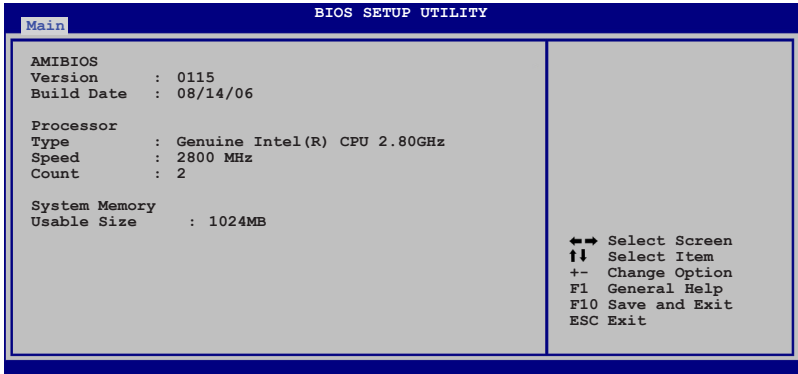 BIOS SETUP UTILITY
Main
AMIBIOS
Version : 0115
Build Date : 08/14/06
Processor
Type : Genuine Intel(R) CPU 2.80GHz
Speed : 2800 MHz
Count : 2
System Memory
Usable Size : 1024MB
←→ Select Screen
↑↓ Select Item
+- Change Option
F1 General Help
F10 Save and Exit
ESC Exit